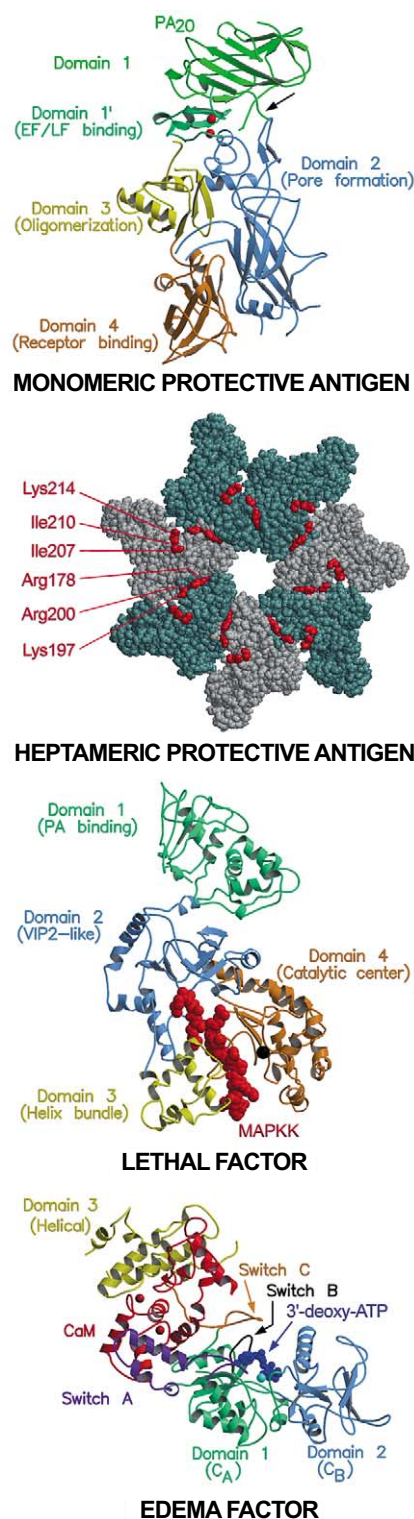 PA20
Domain 1
Domain 1'
(EF/LF binding)
Domain 2
(Pore formation)
Domain 3
(Oligomerization)
Domain 4
(Receptor binding)
MONOMERIC PROTECTIVE ANTIGEN
Lys214
Ile210
Ile207
Arg178
Arg200
Lys197
HEPTAMERIC PROTECTIVE ANTIGEN
Domain 1
(PA binding)
Domain 2
(VIP2-like)
Domain 4
(Catalytic center)
Domain 3
(Helix bundle)
MAPKK
LETHAL FACTOR
Domain 3
(Helical)
Switch C
Switch B
3'-deoxy-ATP
CaM
Switch A
Domain 1
(CA)
Domain 2
(CB)
EDEMA FACTOR